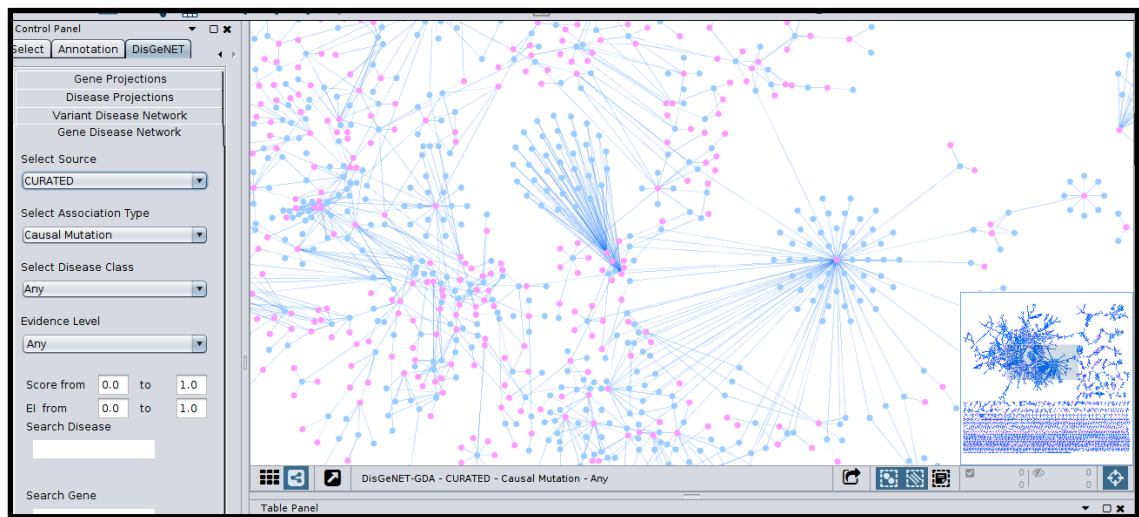 Control Panel
Select Annotation DisGeNET
Gene Projections
Disease Projections
Variant Disease Network
Gene Disease Network
Select Source
CURATED
Select Association Type
Causal Mutation
Select Disease Class
Any
Evidence Level
Any
Score from 0.0 to 1.0
EI from 0.0 to 1.0
Search Disease
Search Gene
DisGeNET-GDA - CURATED - Causal Mutation - Any
0 0
0 0
Table Panel